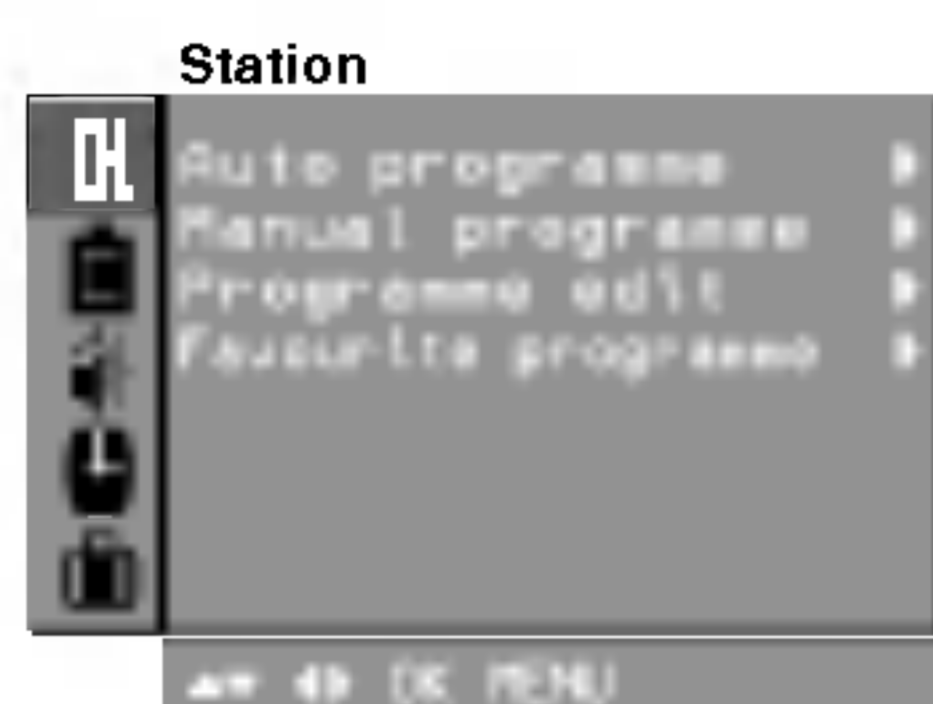 Station
CH
Auto programme
Manual programme
Programme edit
Favourite programme
▲▼ ◀▶ OK MENU